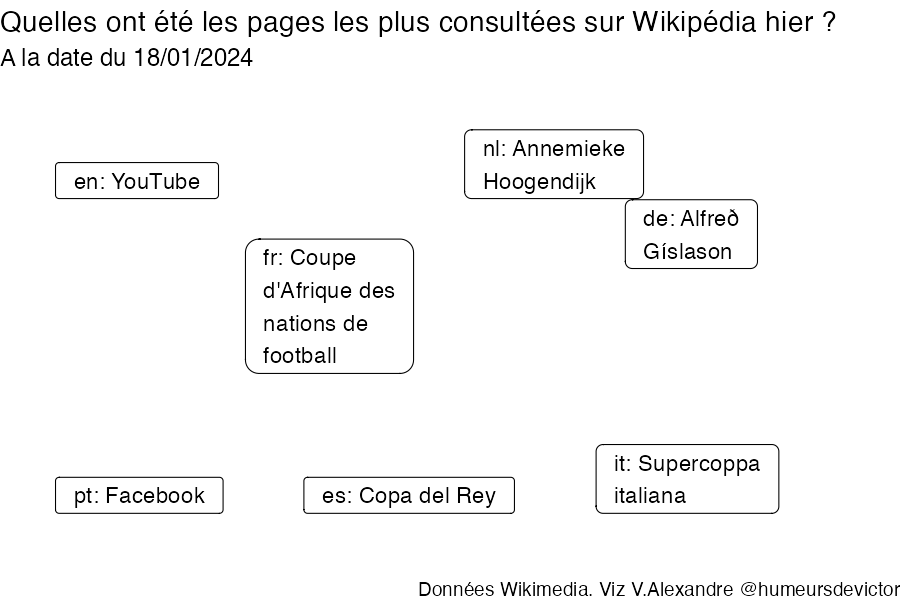 Quelles ont été les pages les plus consultées sur Wikipédia hier ?
A la date du 18/01/2024
en: YouTube
nl: Annemieke
Hoogendijk
de: Alfreð
Gíslason
fr: Coupe
d'Afrique des
nations de
football
pt: Facebook
es: Copa del Rey
it: Supercoppa
italiana
Données Wikimedia. Viz V.Alexandre @humeursdevictor